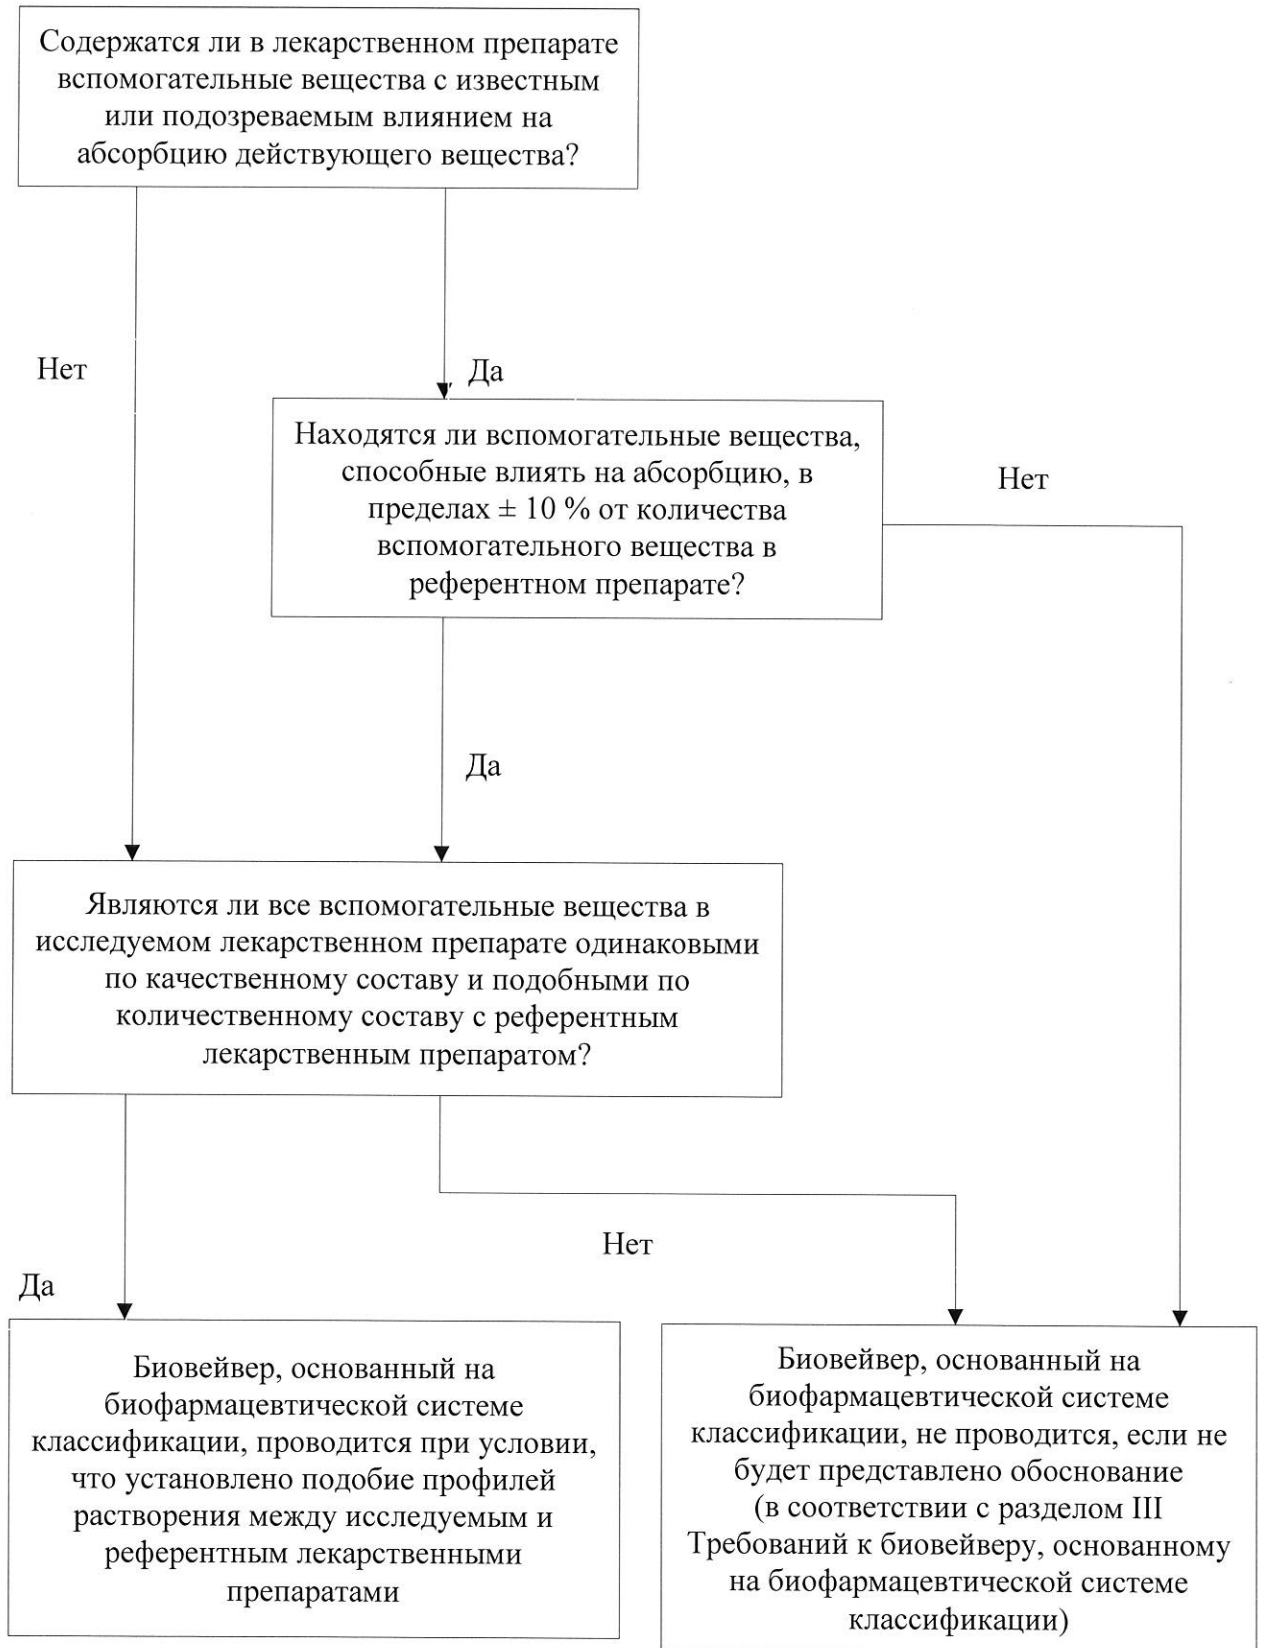 Содержатся ли в лекарственном препарате
вспомогательные вещества с известным
или подозреваемым влиянием на
абсорбцию действующего вещества?
Нет
Да
Находятся ли вспомогательные вещества,
способные влиять на абсорбцию, в
пределах ± 10 % от количества
вспомогательного вещества в
референтном препарате?
Нет
Да
Являются ли все вспомогательные вещества в
исследуемом лекарственном препарате одинаковыми
по качественному составу и подобными по
количественному составу с референтным
лекарственным препаратом?
Нет
Да
Биовейвер, основанный на
биофармацевтической системе
классификации, проводится при условии,
что установлено подобие профилей
растворения между исследуемым и
референтным лекарственными
препаратами
Биовейвер, основанный на
биофармацевтической системе
классификации, не проводится, если не
будет представлено обоснование
(в соответствии с разделом III
Требований к биовейверу, основанному
на биофармацевтической системе
классификации)